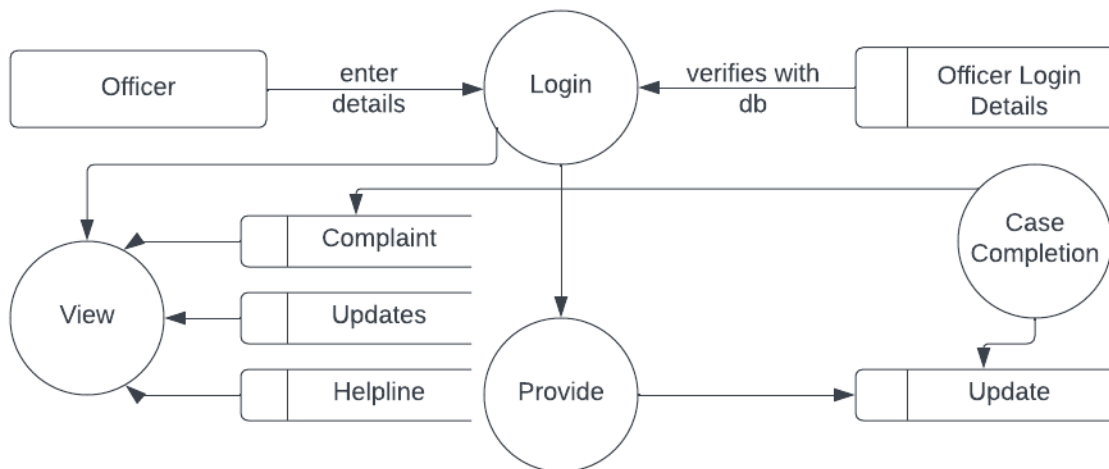 Officer
enter
details
Login
verifies with
db
Officer Login
Details
Complaint
Case
Completion
View
Updates
Helpline
Provide
Update